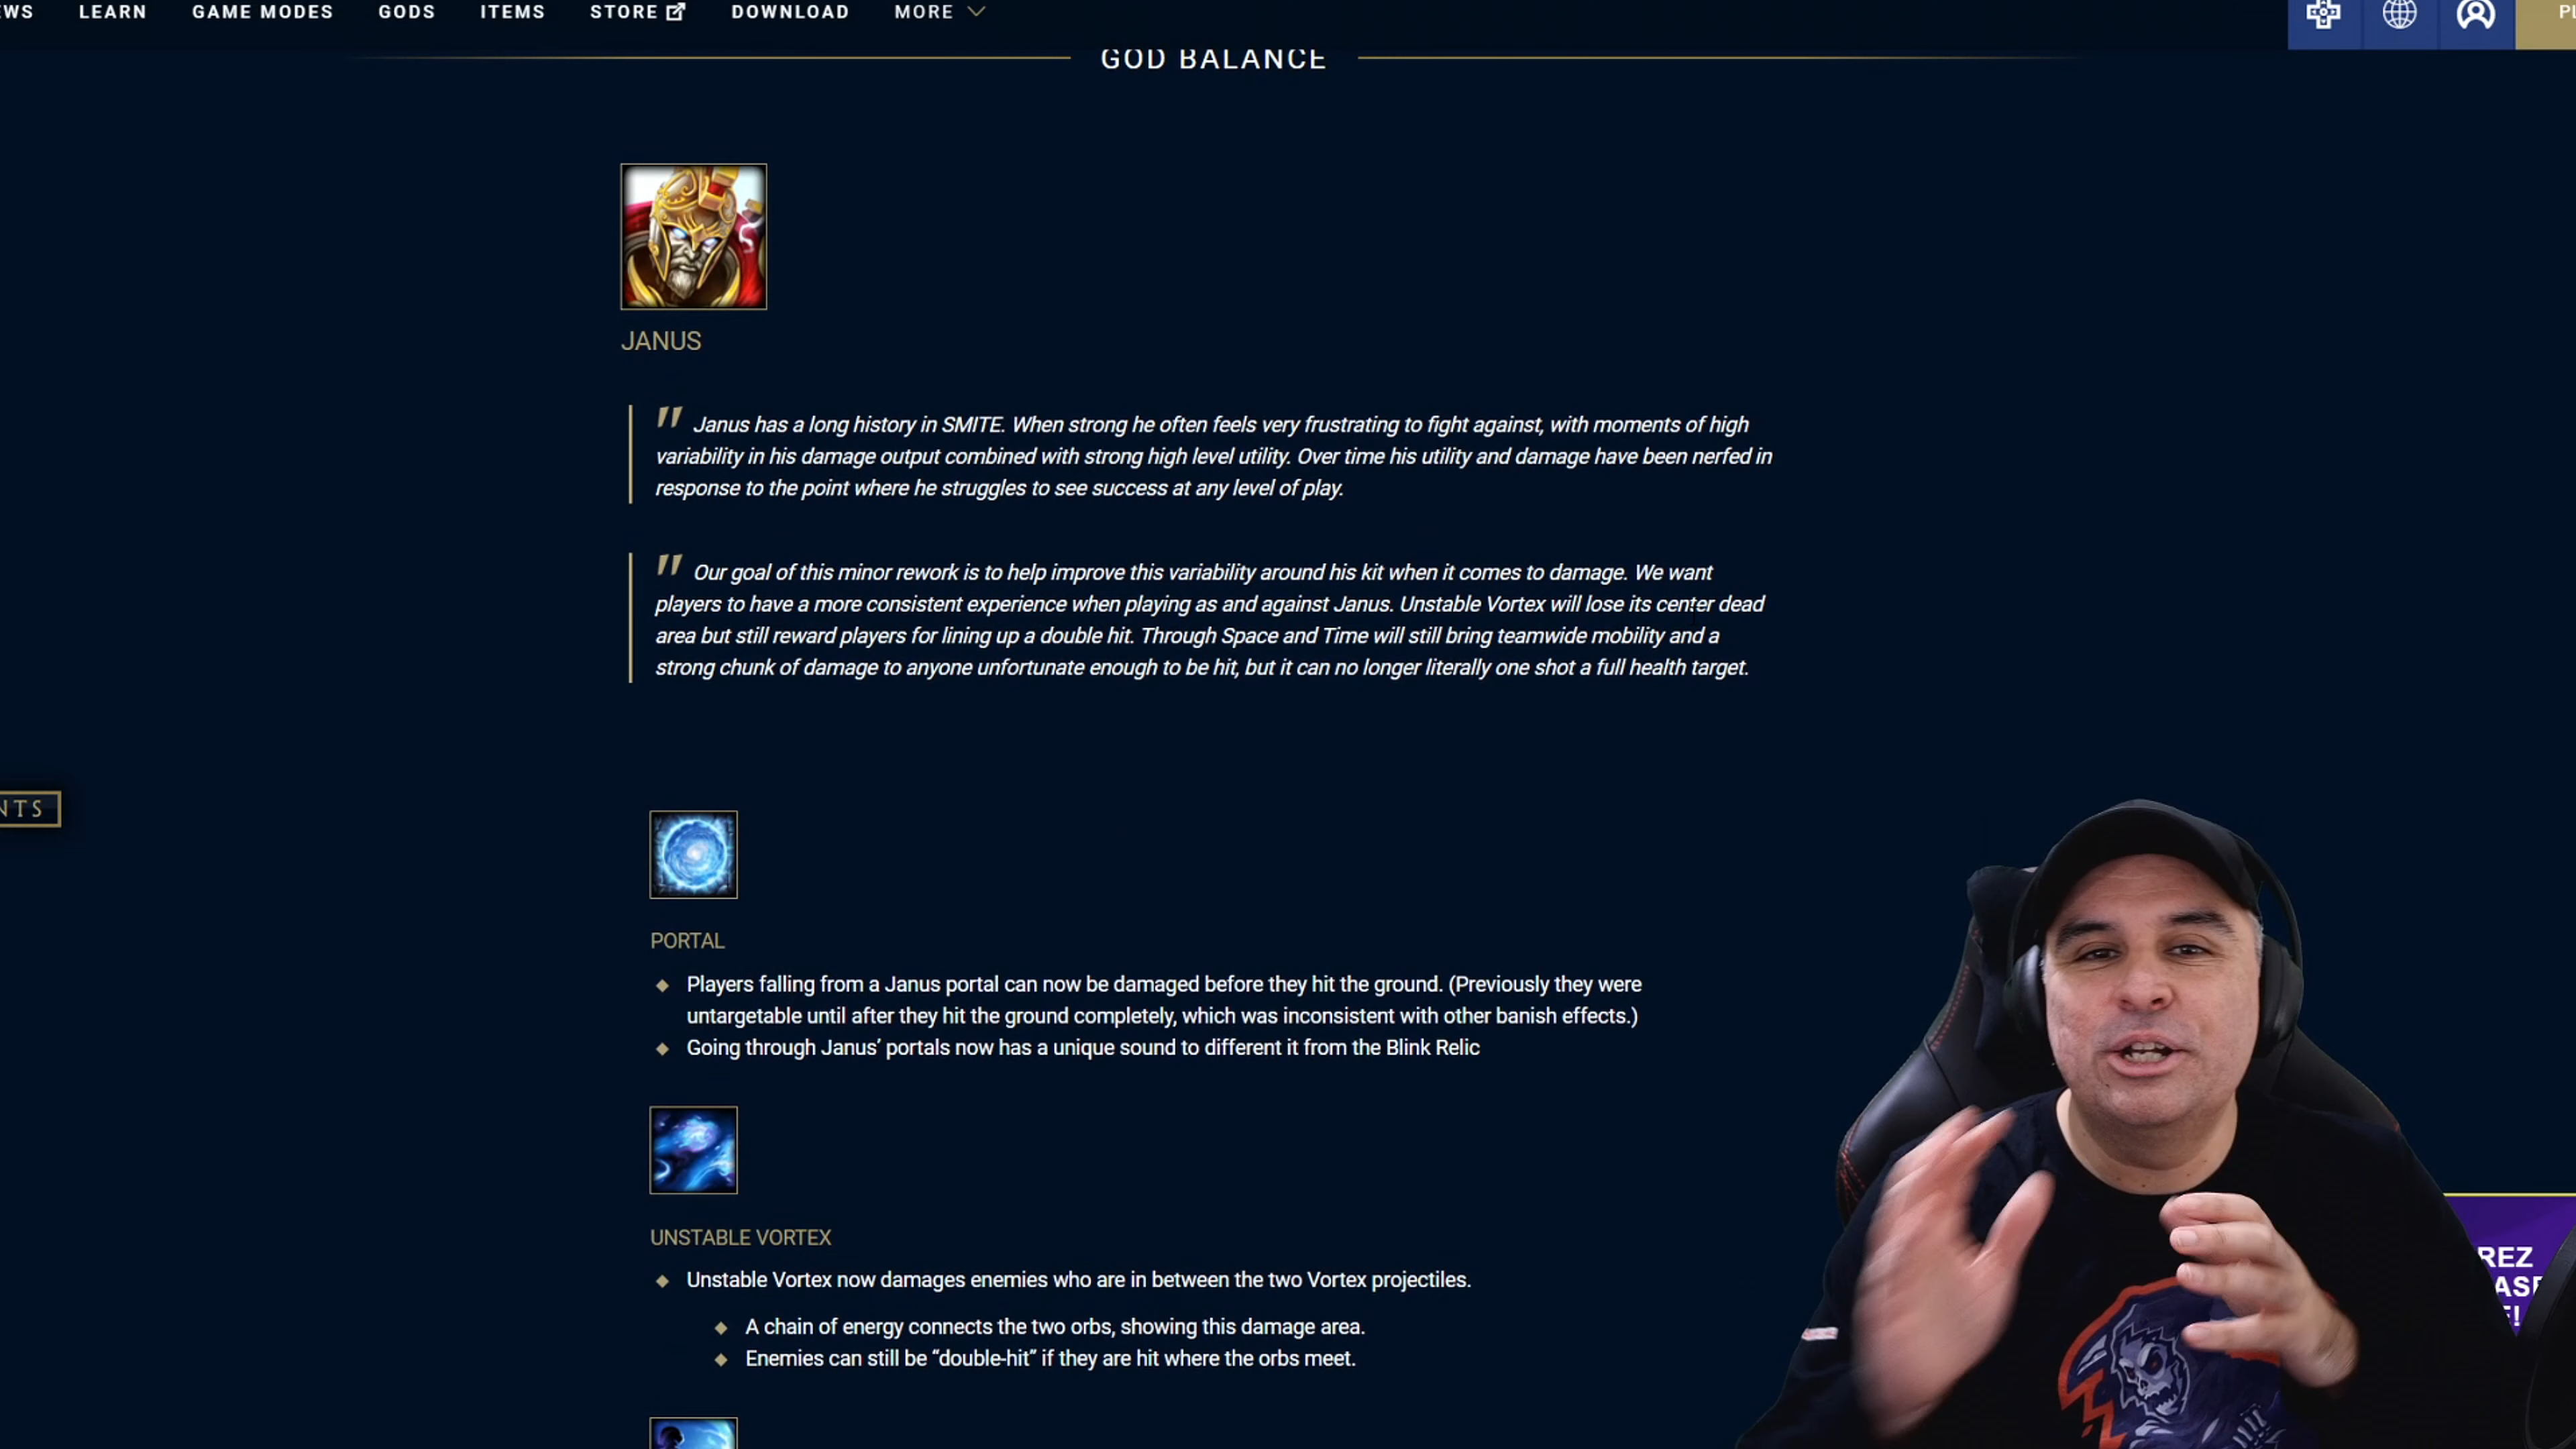 EWS LEARN GAME MODES GODS ITEMS STORE DOWNLOAD MORE PL
GOD BALANCE
JANUS
" Janus has a long history in SMITE. When strong he often feels very frustrating to fight against, with moments of high
variability in his damage output combined with strong high level utility. Over time his utility and damage have been nerfed in
response to the point where he struggles to see success at any level of play.
" Our goal of this minor rework is to help improve this variability around his kit when it comes to damage. We want
players to have a more consistent experience when playing as and against Janus. Unstable Vortex will lose its center dead
area but still reward players for lining up a double hit. Through Space and Time will still bring teamwide mobility and a
strong chunk of damage to anyone unfortunate enough to be hit, but it can no longer literally one shot a full health target.
NTS
PORTAL
Players falling from a Janus portal can now be damaged before they hit the ground. (Previously they were
untargetable until after they hit the ground completely, which was inconsistent with other banish effects.)
Going through Janus' portals now has a unique sound to different it from the Blink Relic
UNSTABLE VORTEX
Unstable Vortex now damages enemies who are in between the two Vortex projectiles.
A chain of energy connects the two orbs, showing this damage area.
Enemies can still be “double-hit” if they are hit where the orbs meet.
REZ
ASE
E!